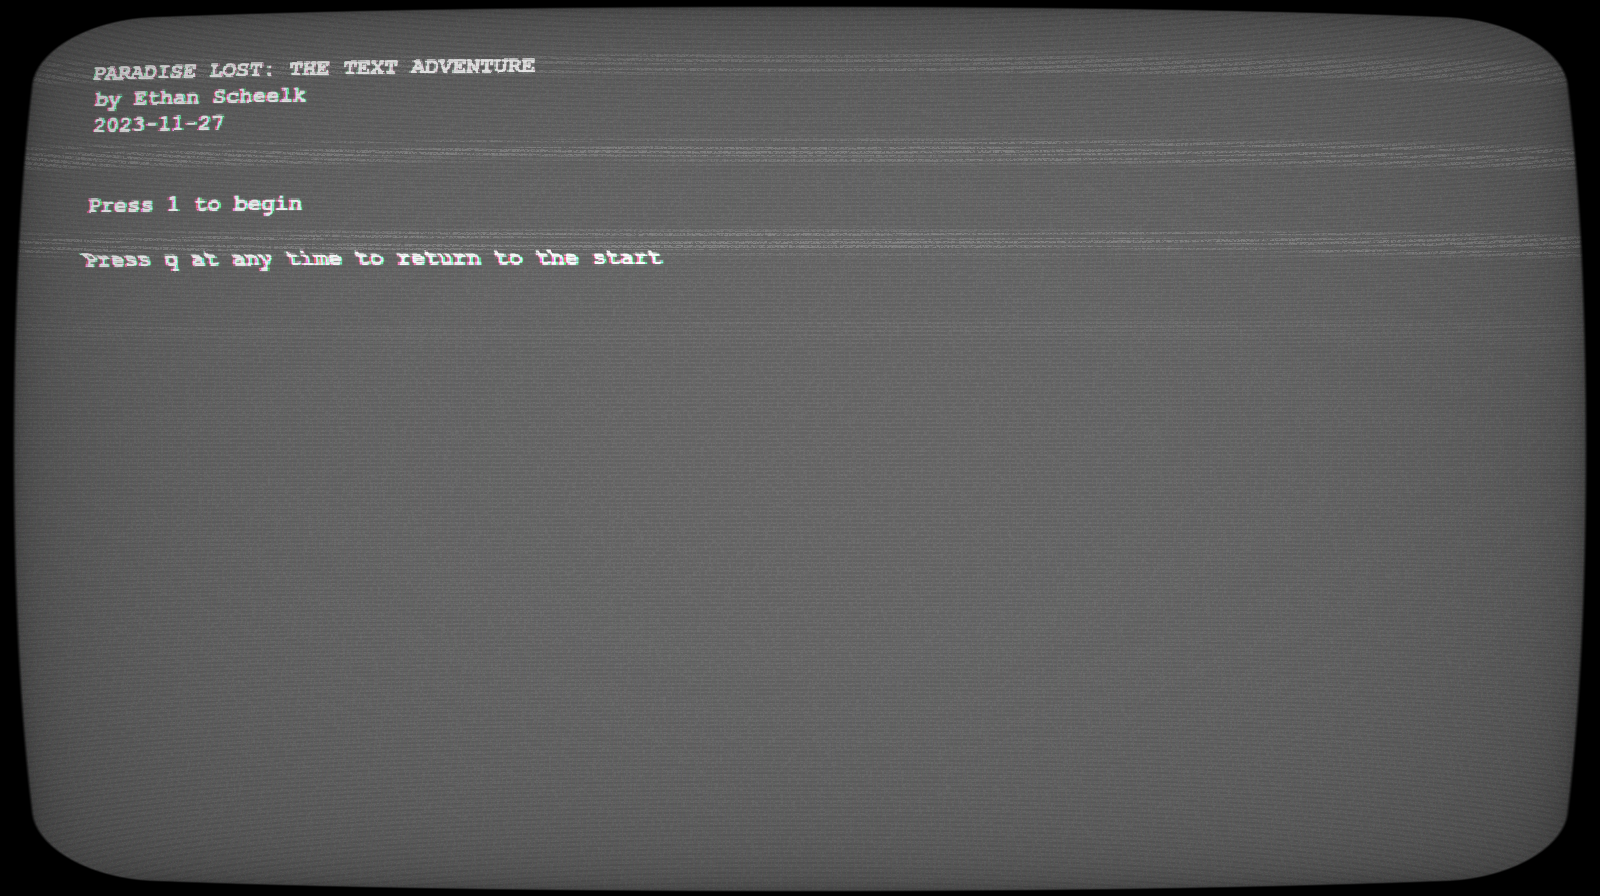 PARADISE LOST: THE TEXT ADVENTURE
by Ethan Scheelk
2023-11-27
Press 1 to begin
Press q at any time to return to the start